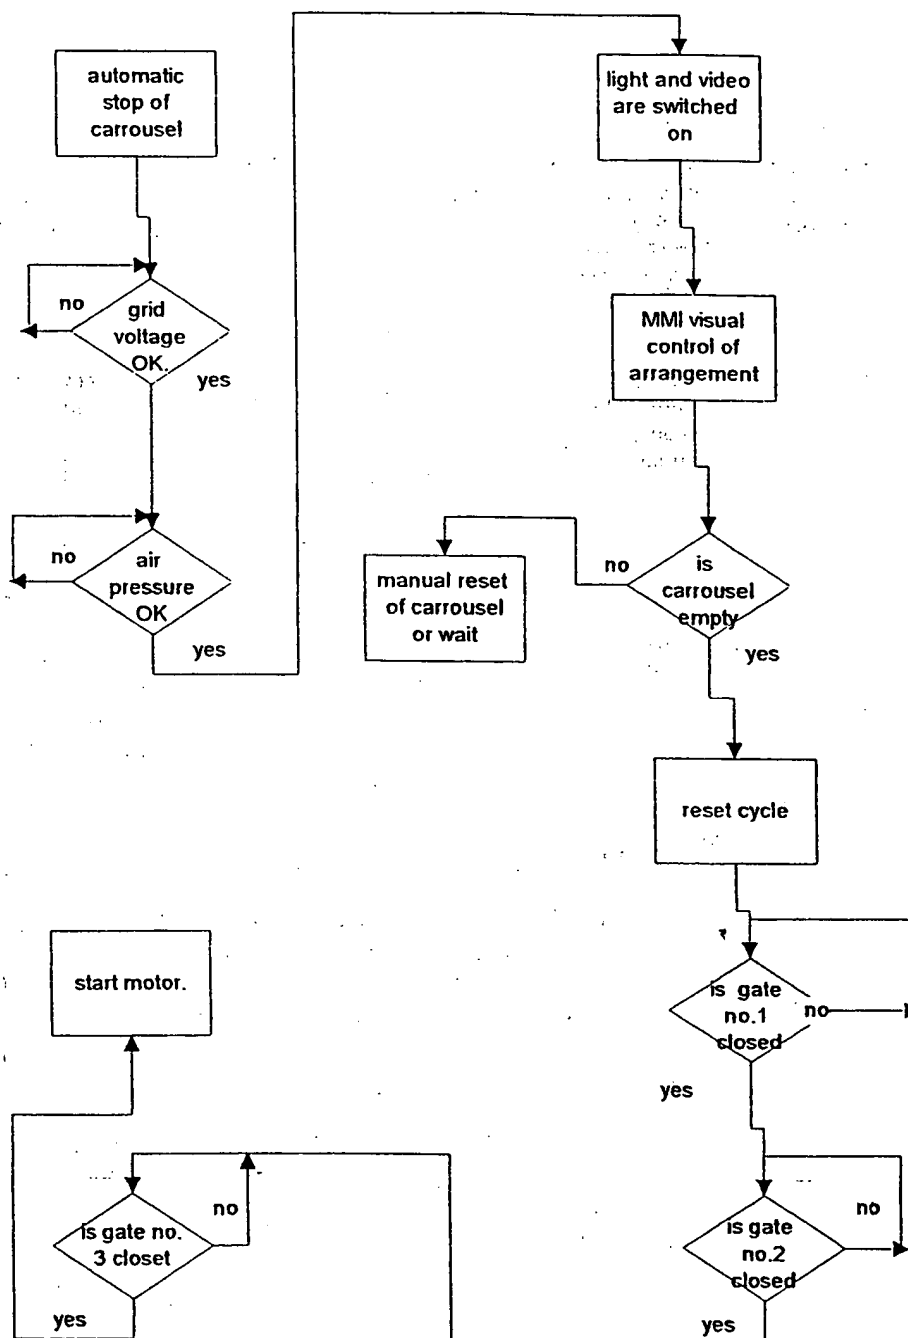 automatic
stop of
carrousel
no
grid
voltage
OK.
yes
no
air
pressure
OK
yes
light and video
are switched
on
MMI visual
control of
arrangement
no
is
carrousel
empty
yes
manual reset
of carrousel
or wait
reset cycle
is gate
no.1
closed
no
yes
is gate
no.2
closed
no
yes
is gate no.
3 closet
no
yes
start motor.